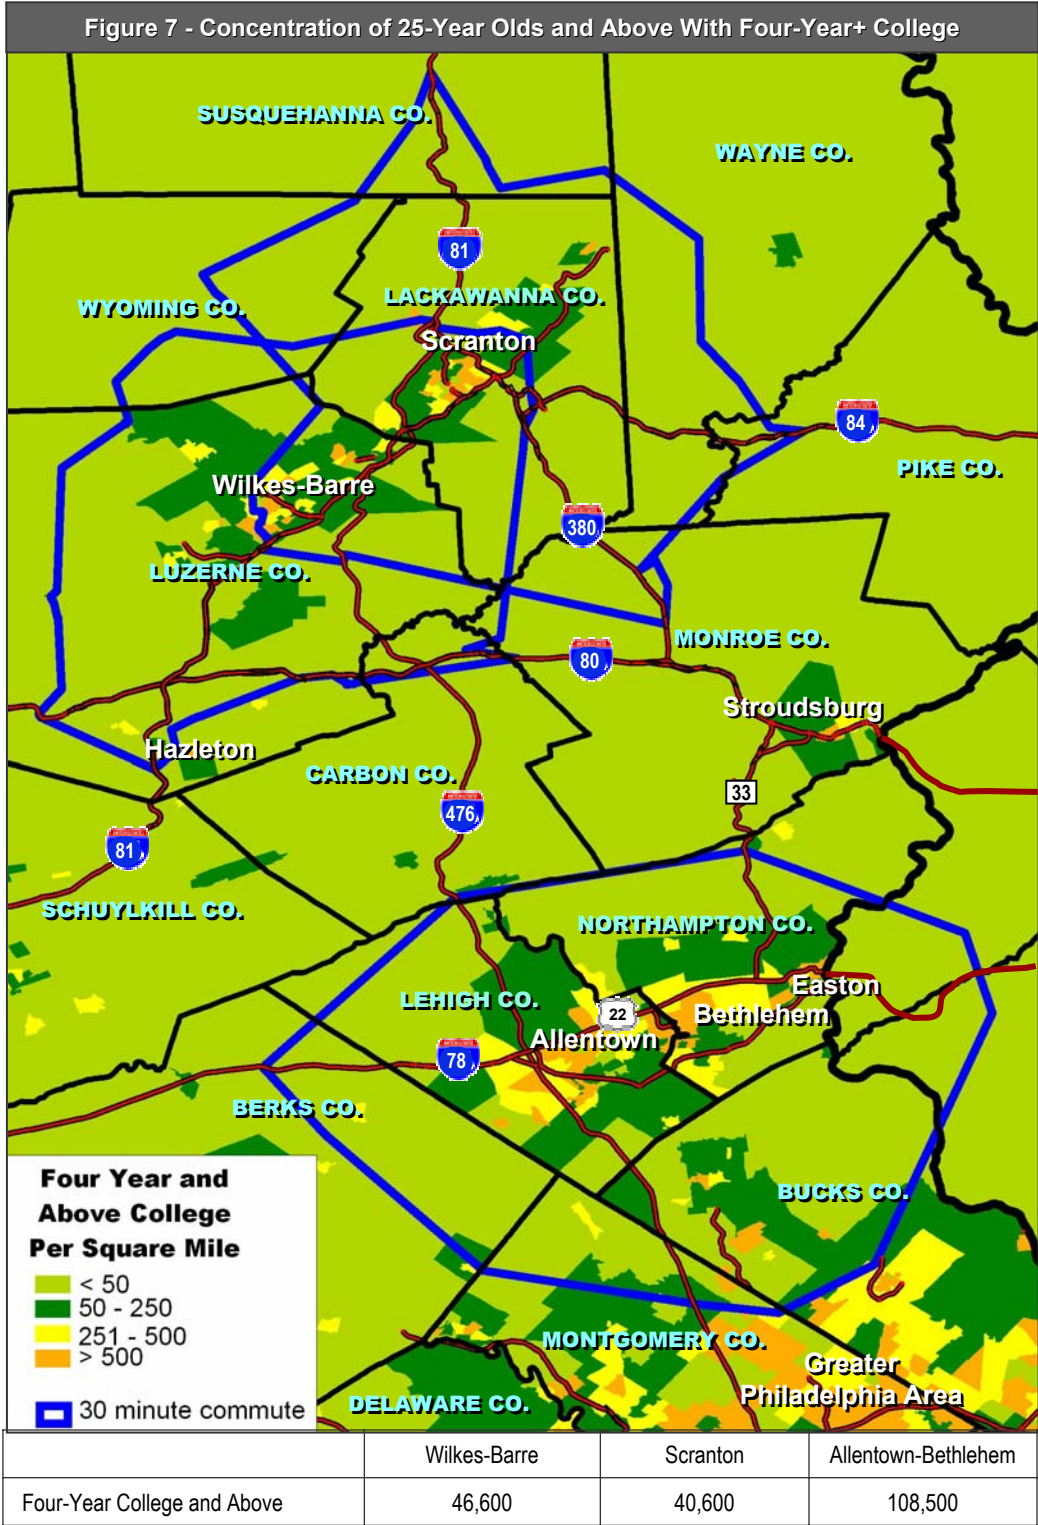 Figure 7 - Concentration of 25-Year Olds and Above With Four-Year+ College
SUSQUEHANNA CO.
WAYNE CO.
81
LACKAWANNA CO.
WYOMING CO.
Scranton
84
PIKE CO.
Wilkes-Barre
380
LUZERNE CO.
MONROE CO.
80
Stroudsburg
Hazleton
CARBON CO.
33
476
81
SCHUYLKILL CO.
NORTHAMPTON CO.
Easton
LEHIGH CO.
22
Bethlehem
Allentown
78
BERKS CO.
BUCKS CO.
Four Year and
Above College
Per Square Mile
< 50
50 - 250
251 - 500
> 500
30 minute commute
MONTGOMERY CO.
Greater
Philadelphia Area
DELAWARE CO.
Wilkes-Barre Scranton Allentown-Bethlehem
Four-Year College and Above 46,600 40,600 108,500